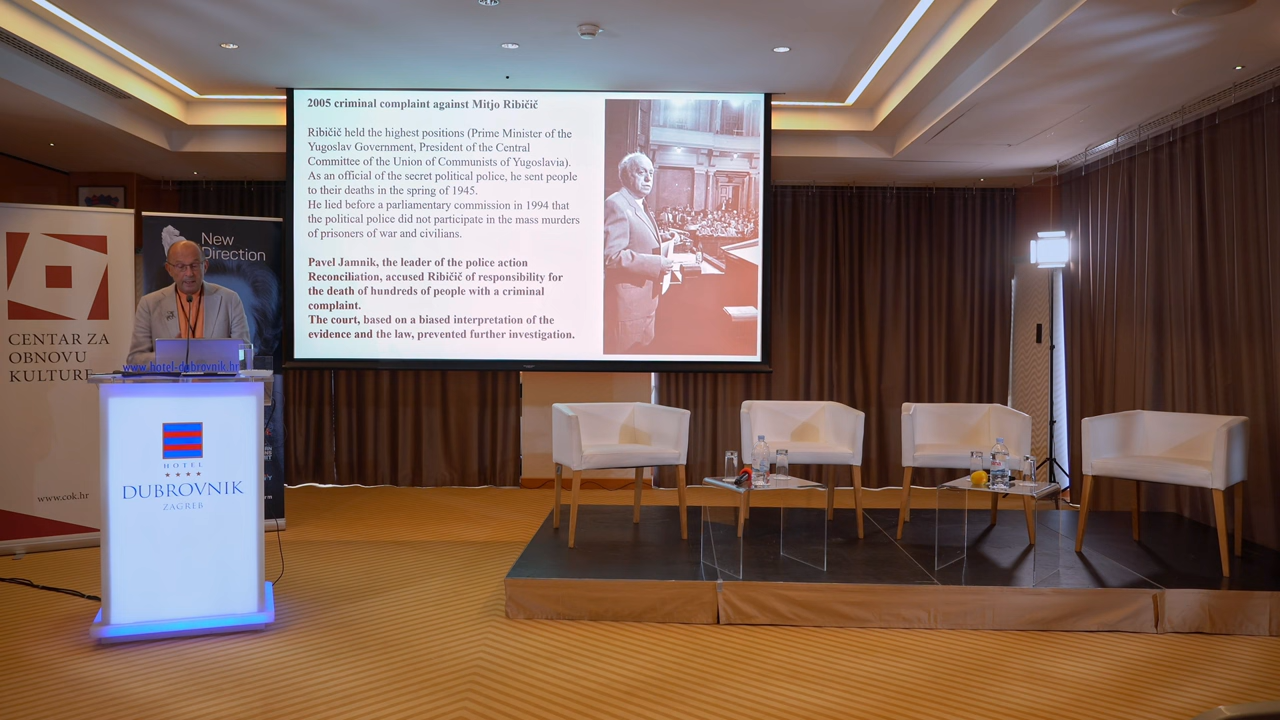 2005 criminal complaint against Mitjo Ribičič
Ribičič held the highest positions (Prime Minister of the
Yugoslav Government, President of the Central
Committee of the Union of Communists of Yugoslavia).
As an official of the secret political police, he sent people
to their deaths in the spring of 1945.
He lied before a parliamentary commission in 1994 that
the political police did not participate in the mass murders
of prisoners of war and civilians.
Pavel Jamnik, the leader of the police action
Reconciliation, accused Ribičič of responsibility for
the death of hundreds of people with a criminal
complaint.
The court, based on a biased interpretation of the
evidence and the law, prevented further investigation.
New
Direction
CENTAR ZA
OBNOVU
KULTURE
www.cok.hr
www.hotel-dubrovnik.hr
HOTEL
DUBROVNIK
ZAGREB